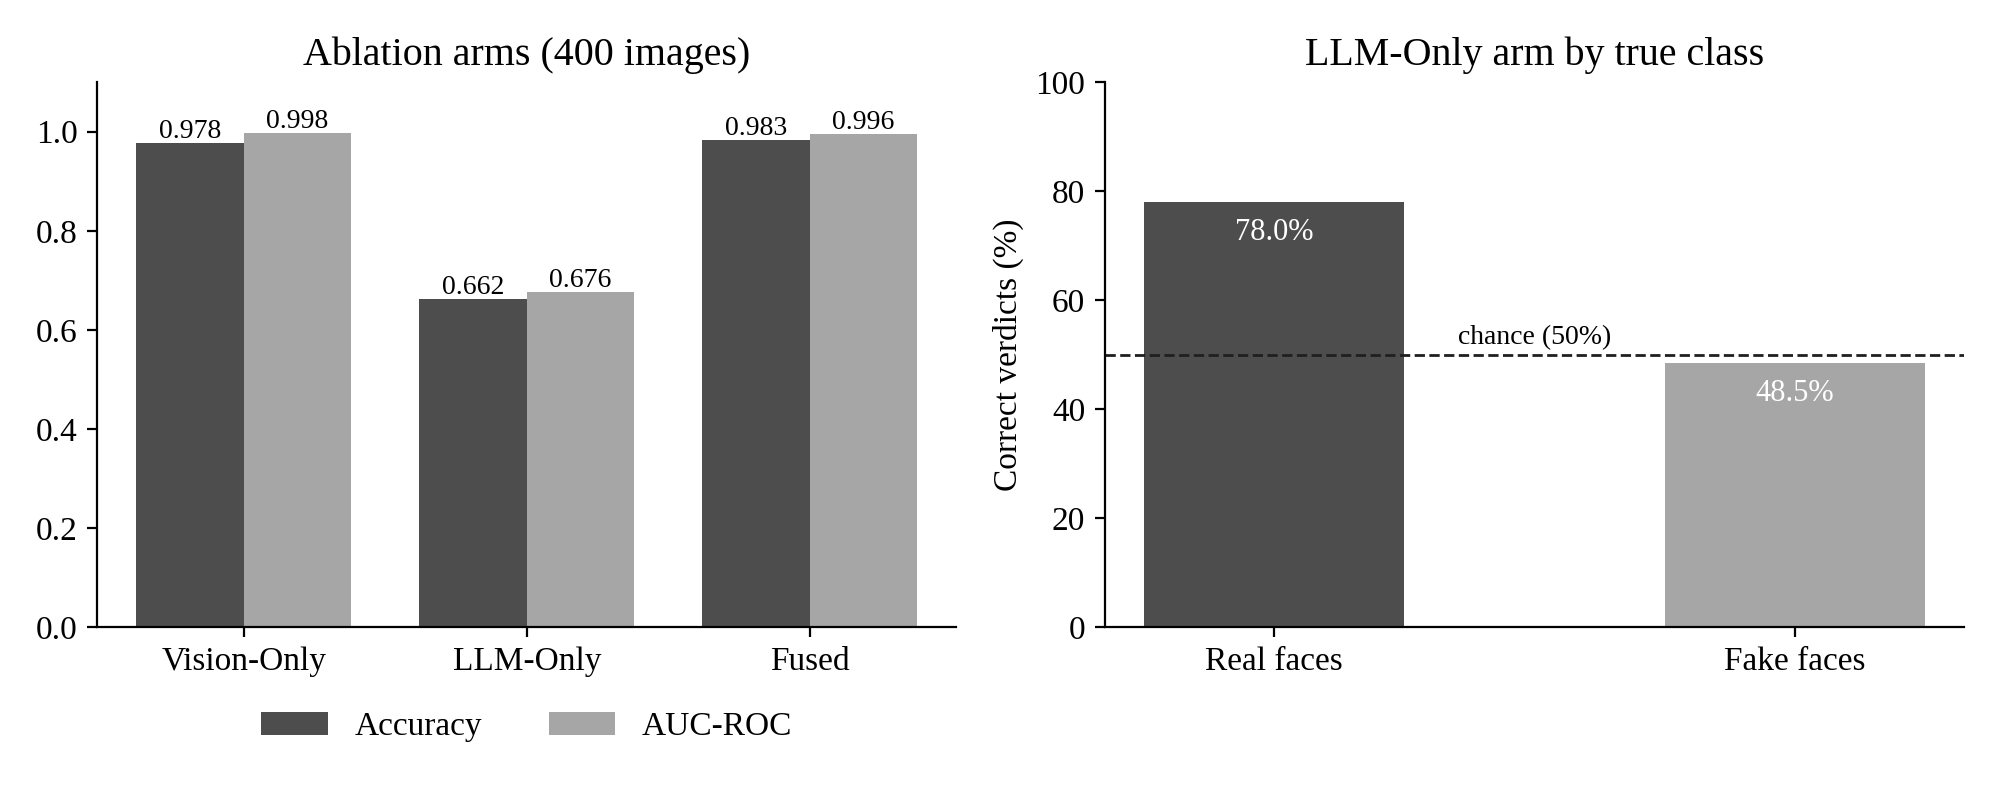 Ablation arms (400 images)
1.0
0.8
0.6
0.4
0.2
0.0
0.978
0.998
0.662
0.676
0.983
0.996
Vision-Only
LLM-Only
Fused
Accuracy
AUC-ROC
LLM-Only arm by true class
Correct verdicts (%)
100
80
60
40
20
0
78.0%
chance (50%)
48.5%
Real faces
Fake faces